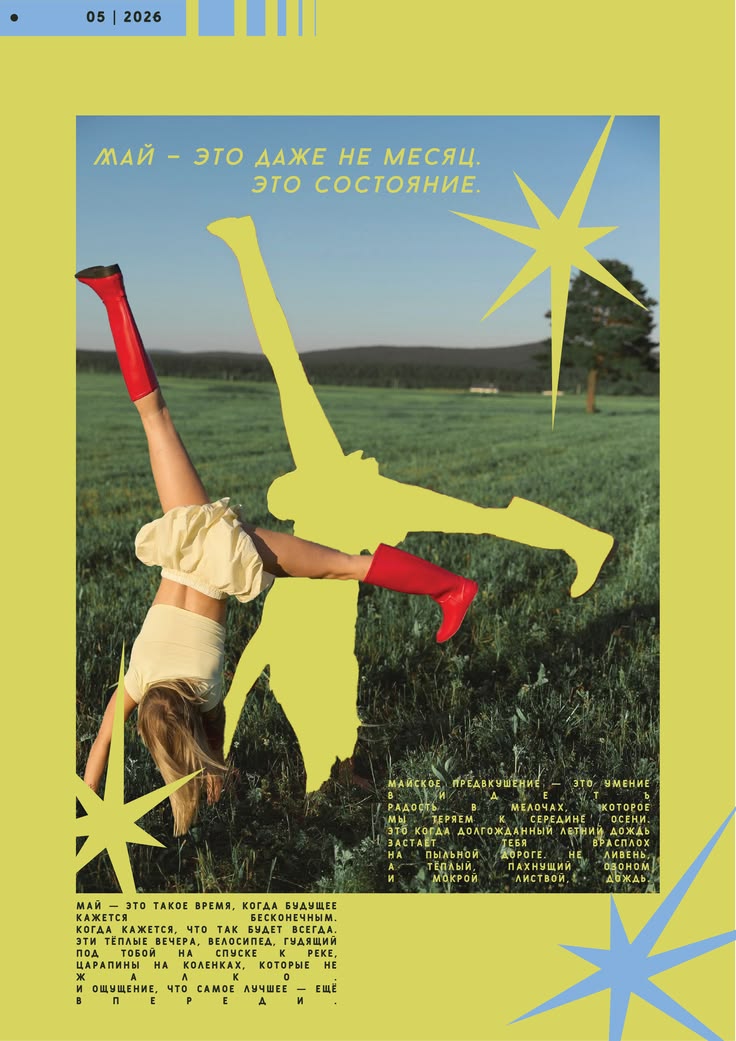 05 | 2026
МАЙ – ЭТО ДАЖЕ НЕ МЕСЯЦ.
ЭТО СОСТОЯНИЕ.
МАЙСКОЕ ПРЕДВКУШЕНИЕ — ЭТО УМЕНИЕ
В И Д Е Т Ь
РАДОСТЬ В МЕЛОЧАХ, КОТОРОЕ
МЫ ТЕРЯЕМ К СЕРЕДИНЕ ОСЕНИ.
ЭТО КОГДА ДОЛГОЖДАННЫЙ ЛЕТНИЙ ДОЖДЬ
ЗАСТАЁТ ТЕБЯ ВРАСПЛОХ
НА ПЫЛЬНОЙ ДОРОГЕ. НЕ ЛИВЕНЬ,
А ТЁПЛЫЙ, ПАХНУЩИЙ ОЗОНОМ
И МОКРОЙ ЛИСТВОЙ, ДОЖДЬ.
МАЙ — ЭТО ТАКОЕ ВРЕМЯ, КОГДА БУДУЩЕЕ
КАЖЕТСЯ БЕСКОНЕЧНЫМ.
КОГДА КАЖЕТСЯ, ЧТО ТАК БУДЕТ ВСЕГДА.
ЭТИ ТЁПЛЫЕ ВЕЧЕРА, ВЕЛОСИПЕД, ГУДЯЩИЙ
ПОД ТОБОЙ НА СПУСКЕ К РЕКЕ,
ЦАРАПИНЫ НА КОЛЕНКАХ, КОТОРЫЕ НЕ
Ж А Л К О .
И ОЩУЩЕНИЕ, ЧТО САМОЕ ЛУЧШЕЕ — ЕЩЁ
В П Е Р Е Д И .